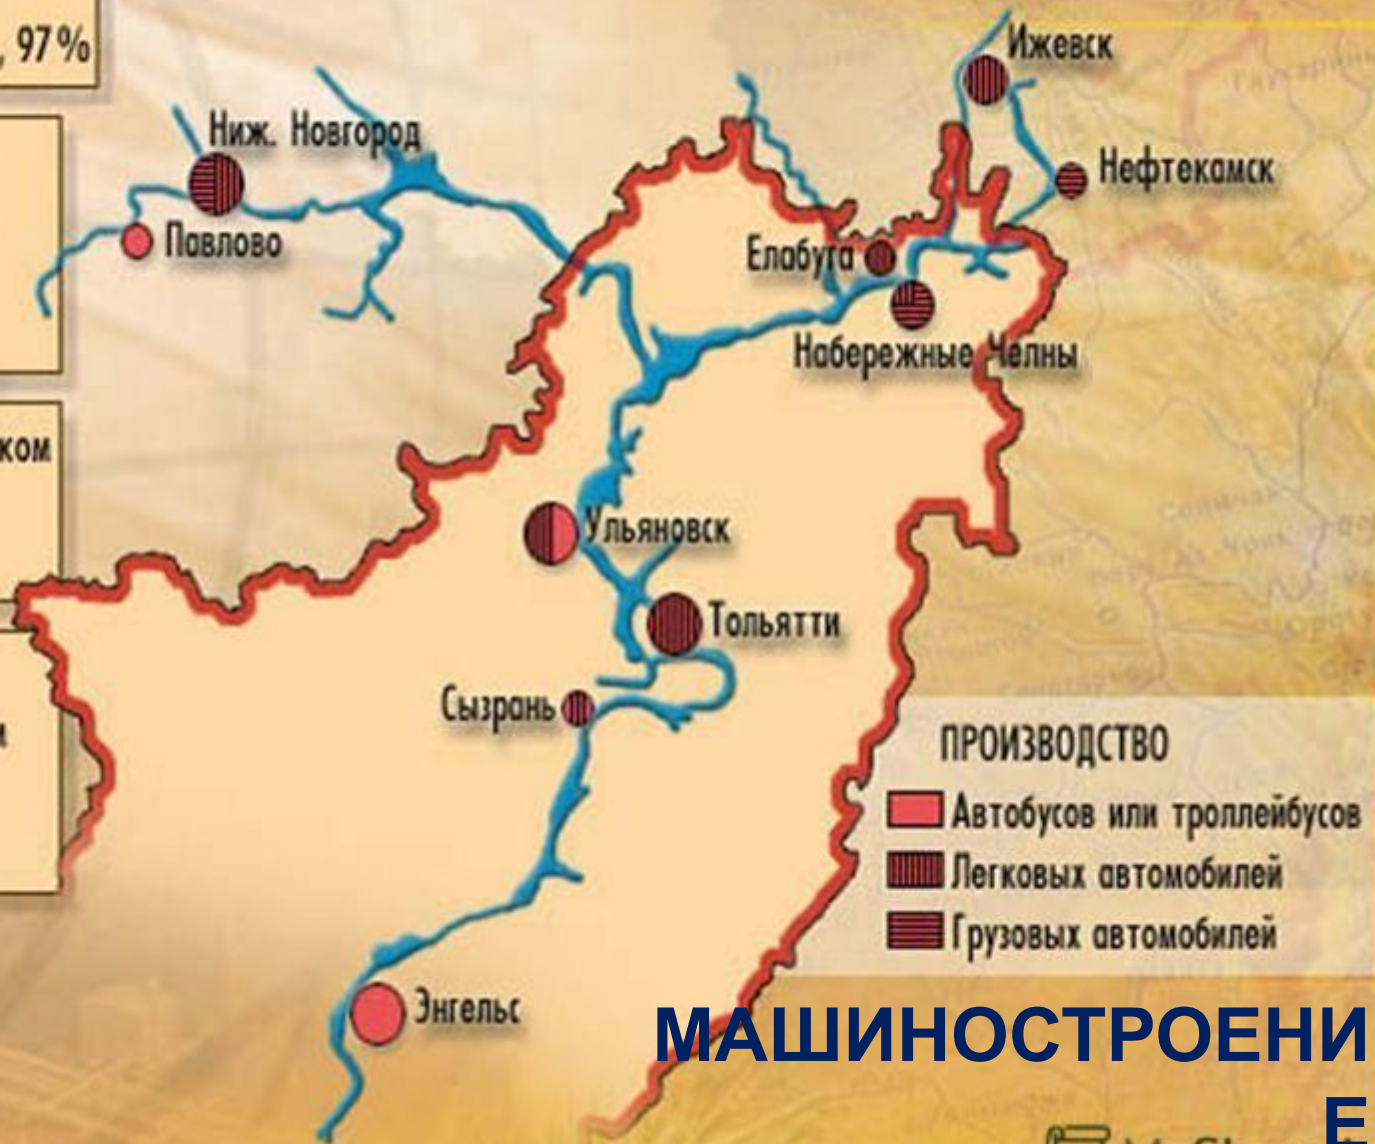 , 97%
Ижевск
Ниж. Новгород
Нефтекамск
Павлово
Елабуга
Набережные Челны
ком
Ульяновск
Тольятти
Сызрань
ПРОИЗВОДСТВО
Автобусов или троллейбусов
Легковых автомобилей
Грузовых автомобилей
Энгельс
МАШИНОСТРОЕНИ
Е